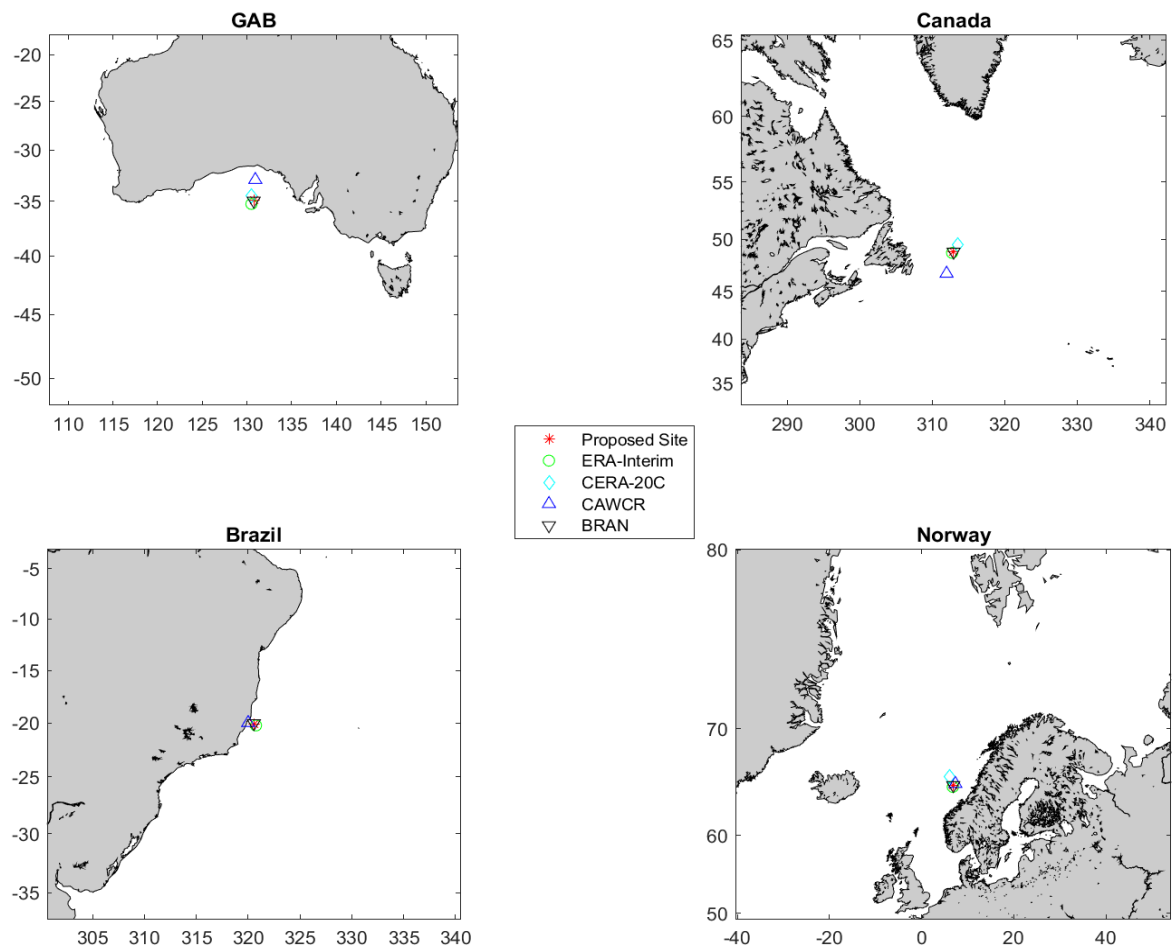 GAB
-20
-25
-30
-35
-40
-45
-50
110 115 120 125 130 135 140 145 150
Canada
65
60
55
50
45
40
35
290 300 310 320 330 340
Proposed Site
ERA-Interim
CERA-20C
CAWCR
BRAN
Brazil
-5
-10
-15
-20
-25
-30
-35
305 310 315 320 325 330 335 340
Norway
80
70
60
50
-40 -20 0 20 40